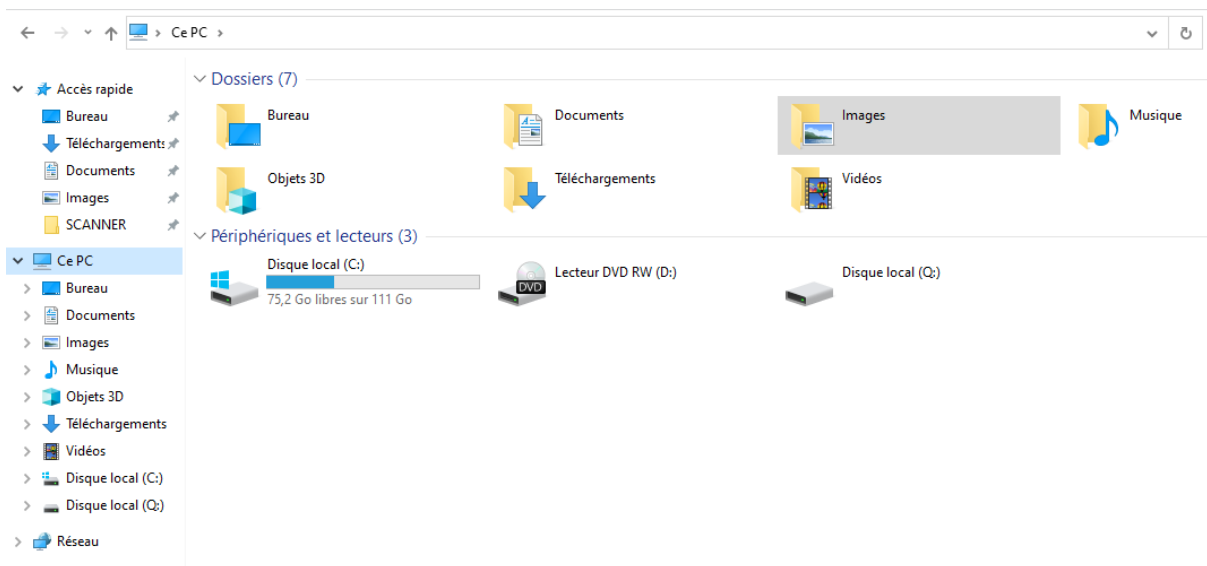 Ce PC
Accès rapide
Bureau
Téléchargements
Documents
Images
SCANNER
Ce PC
Bureau
Documents
Images
Musique
Objets 3D
Téléchargements
Vidéos
Disque local (C:)
Disque local (Q:)
Réseau
Dossiers (7)
Bureau
Documents
Images
Musique
Objets 3D
Téléchargements
Vidéos
Périphériques et lecteurs (3)
Disque local (C:)
75,2 Go libres sur 111 Go
DVD
Lecteur DVD RW (D:)
Disque local (Q:)